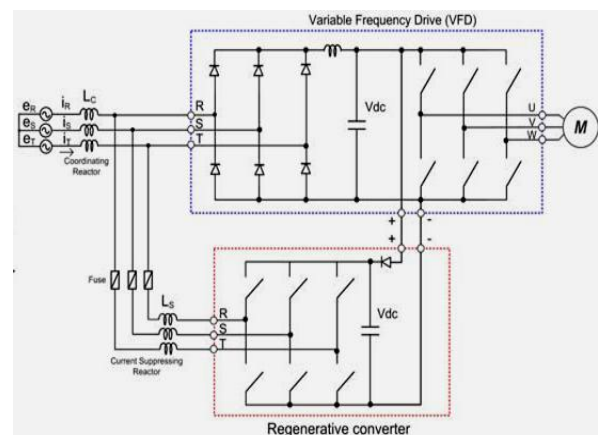 Variable Frequency Drive (VFD)
eR iR LC
eS iS
eT iT
Coordinating
Reactor
R
S
T
Vdc
U
V
W
M
+ -
+ -
Fuse
LS
R
S
T
Vdc
Current Suppressing
Reactor
Regenerative converter